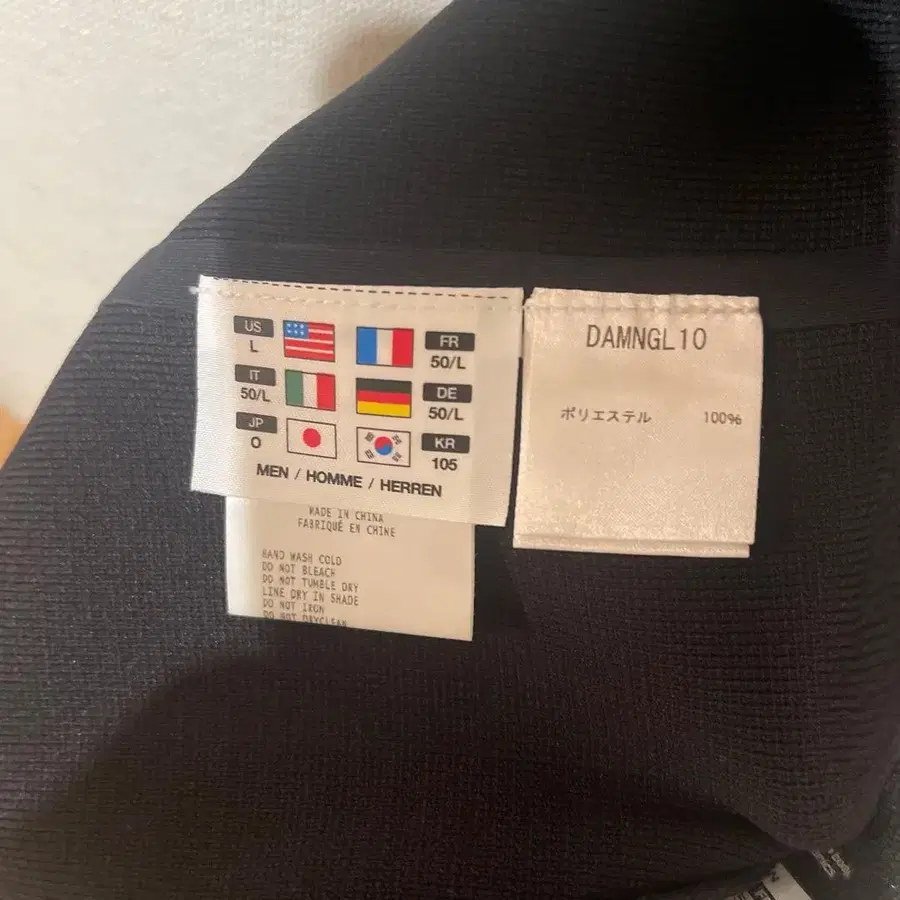 US
L
FR
50/L
IT
50/L
DE
50/L
JP
O
KR
105
MEN / HOMME / HERREN
MADE IN CHINA
FABRIQUÉ EN CHINE
HAND WASH COLD
DO NOT BLEACH
DO NOT TUMBLE DRY
LINE DRY IN SHADE
DO NOT IRON
DO NOT DRYCLEAN
DAMNGL10
ポリエステル 100%